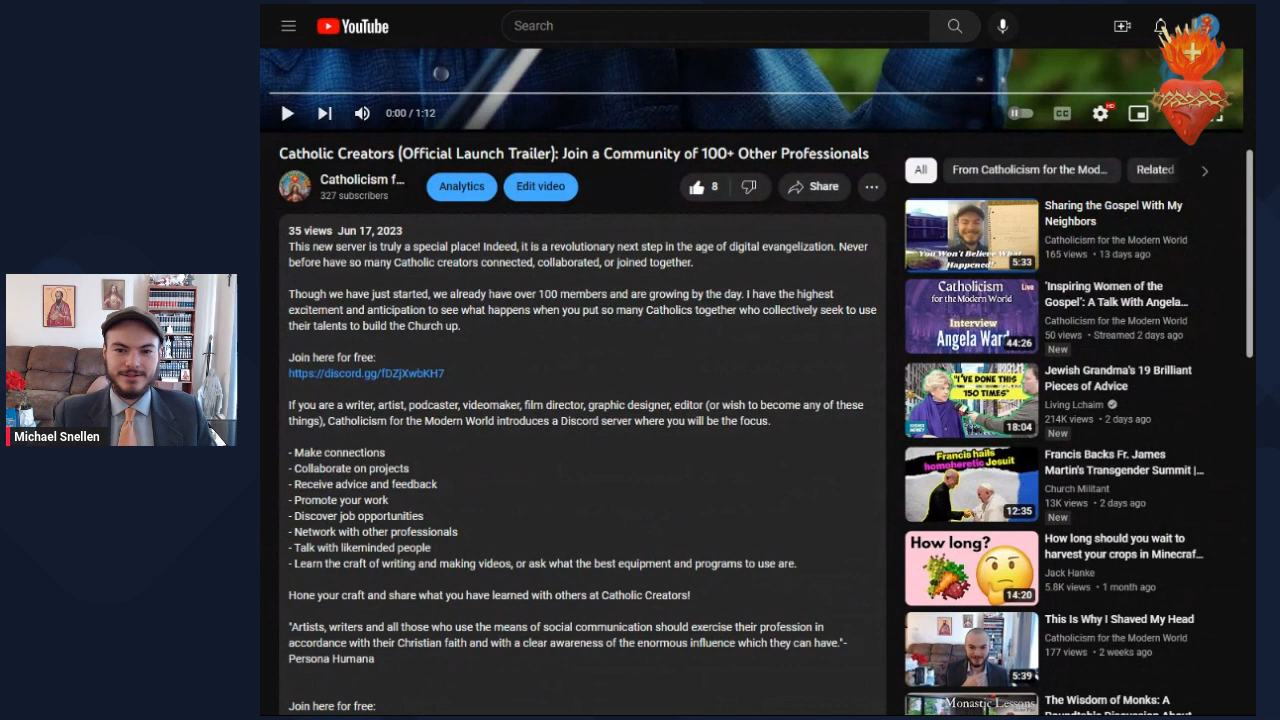 YouTube
Search
0:00 / 1:12
CC
HD
Catholic Creators (Official Launch Trailer): Join a Community of 100+ Other Professionals
Catholicism f...
327 subscribers
Analytics
Edit video
8
Share
35 views Jun 17, 2023
This new server is truly a special place! Indeed, it is a revolutionary next step in the age of digital evangelization. Never
before have so many Catholic creators connected, collaborated, or joined together.
Though we have just started, we already have over 100 members and are growing by the day. I have the highest
excitement and anticipation to see what happens when you put so many Catholics together who collectively seek to use
their talents to build the Church up.
Join here for free:
https://discord.gg/fDZjXwbKH7
If you are a writer, artist, podcaster, videomaker, film director, graphic designer, editor (or wish to become any of these
things), Catholicism for the Modern World introduces a Discord server where you will be the focus.
- Make connections
- Collaborate on projects
- Receive advice and feedback
- Promote your work
- Discover job opportunities
- Network with other professionals
- Talk with likeminded people
- Learn the craft of writing and making videos, or ask what the best equipment and programs to use are.
Hone your craft and share what you have learned with others at Catholic Creators!
"Artists, writers and all those who use the means of social communication should exercise their profession in
accordance with their Christian faith and with a clear awareness of the enormous influence which they can have."-
Persona Humana
Join here for free:
All
From Catholicism for the Mod...
Related
You Won't Believe What
Happened!
5:33
Sharing the Gospel With My
Neighbors
Catholicism for the Modern World
165 views • 13 days ago
Catholicism
for the Modern World
Live
Interview
Angela Ward
44:26
'Inspiring Women of the
Gospel': A Talk With Angela...
Catholicism for the Modern World
50 views • Streamed 2 days ago
New
"I'VE DONE THIS
150 TIMES"
18:04
Jewish Grandma's 19 Brilliant
Pieces of Advice
Living Lchaim
214K views • 2 days ago
New
Francis hails
homoheretic Jesuit
12:35
Francis Backs Fr. James
Martin's Transgender Summit |...
Church Militant
13K views • 2 days ago
New
How long?
14:20
How long should you wait to
harvest your crops in Minecraf...
Jack Hanke
5.8K views • 1 month ago
5:39
This Is Why I Shaved My Head
Catholicism for the Modern World
177 views • 2 weeks ago
Monastic Lessons
The Wisdom of Monks: A
Roundtable Discussion About
Michael Snellen